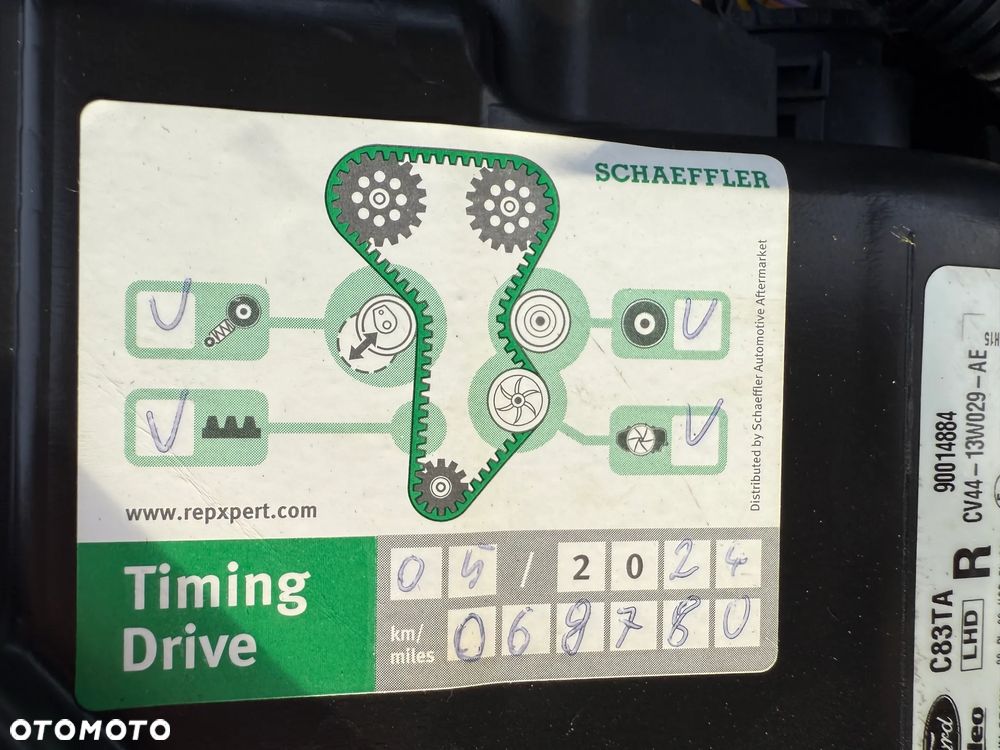 SCHAEFFLER
Distributed by Schaeffler Automotive Aftermarket
www.repxpert.com
Timing
Drive
05 / 2024
km/
miles
068780
90014884
CV44-13W029-AE
C83TA
R
LHD
OTOMOTO